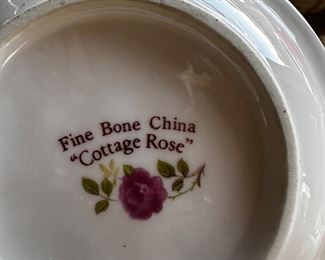 Fine Bone China
"Cottage Rose"